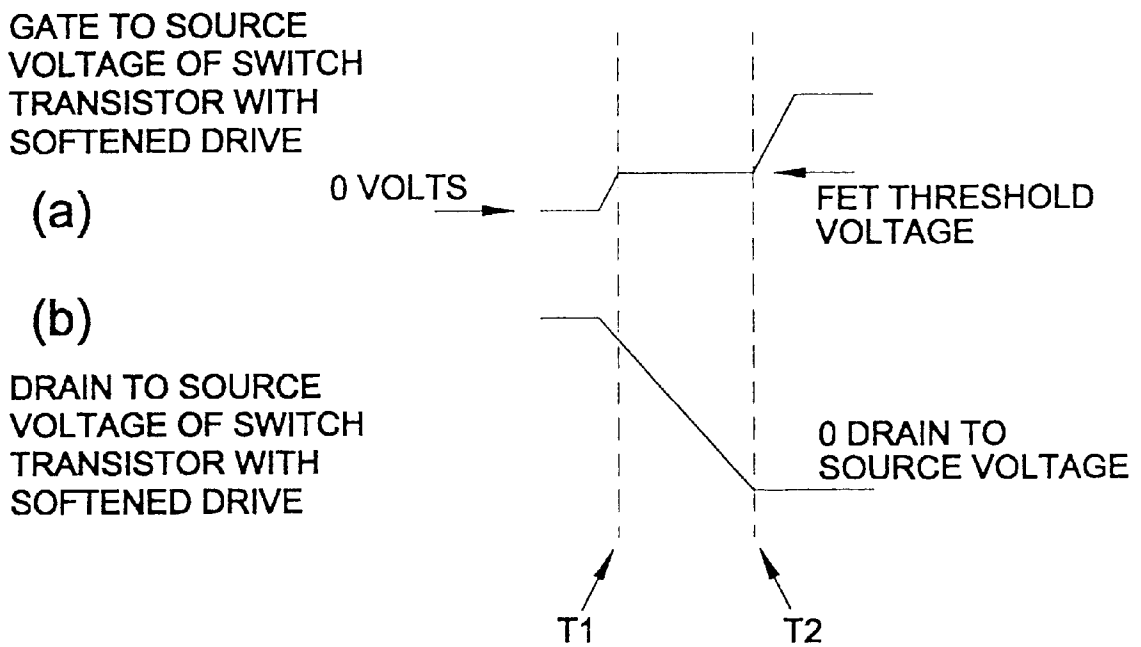 GATE TO SOURCE
VOLTAGE OF SWITCH
TRANSISTOR WITH
SOFTENED DRIVE
(a)
0 VOLTS
FET THRESHOLD
VOLTAGE
(b)
DRAIN TO SOURCE
VOLTAGE OF SWITCH
TRANSISTOR WITH
SOFTENED DRIVE
0 DRAIN TO
SOURCE VOLTAGE
T1
T2